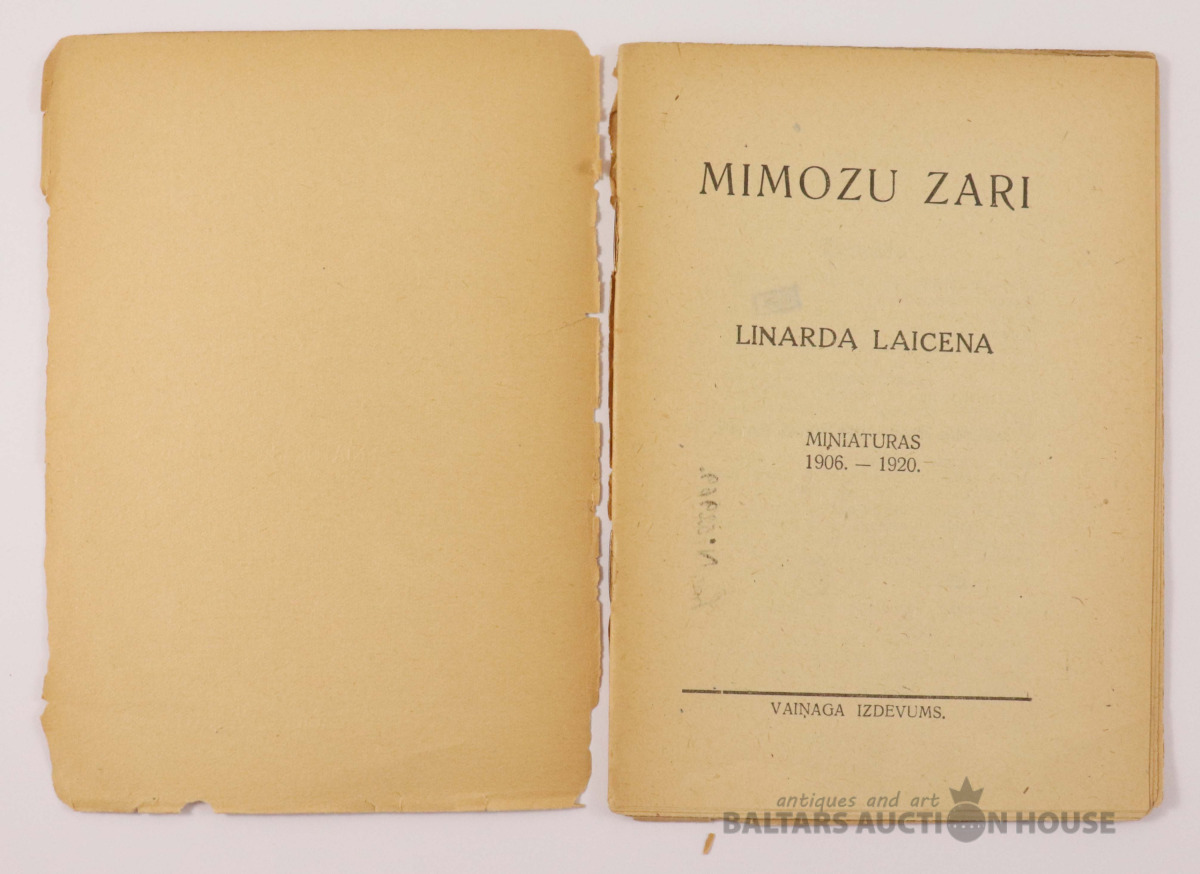 MIMOZU ZARI
LINARDA LAICENA
MIŅIATURAS
1906. — 1920.
VAIŅAGA IZDEVUMS.
antiques and art
BALTARS AUCTION HOUSE